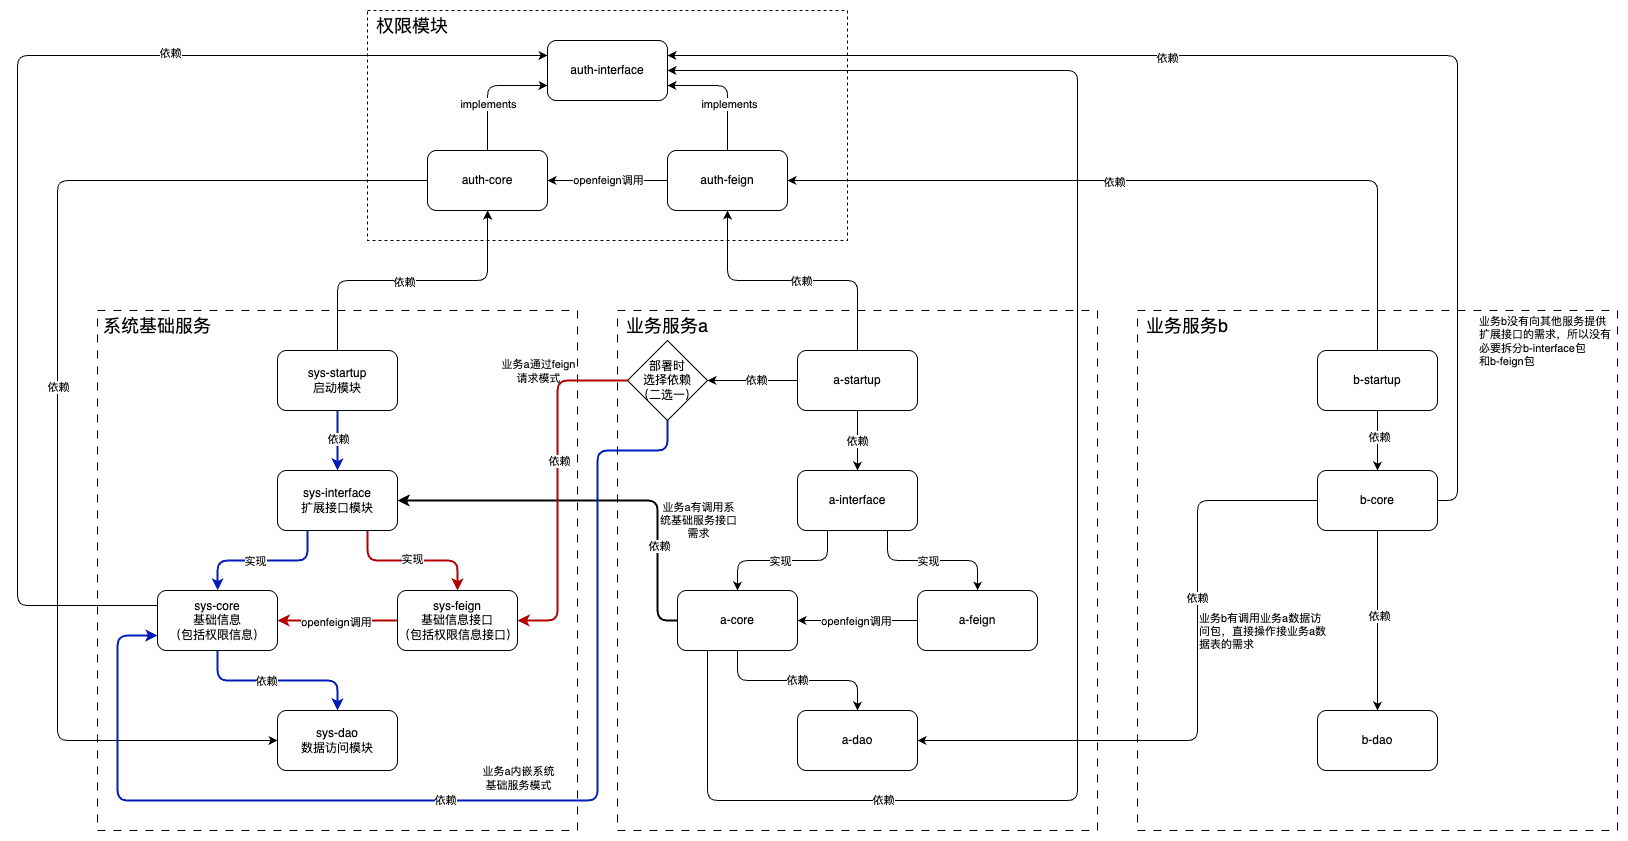 权限模块
auth-interface
依赖
依赖
implements
implements
auth-core
openfeign调用
auth-feign
依赖
依赖
依赖
依赖
系统基础服务
sys-startup
启动模块
依赖
sys-interface
扩展接口模块
实现
实现
sys-core
基础信息
(包括权限信息)
openfeign调用
sys-feign
基础信息接口
(包括权限信息接口)
依赖
sys-dao
数据访问模块
业务a通过feign
请求模式
依赖
业务a内嵌系统
基础服务模式
依赖
业务服务a
部署时
选择依赖
(二选一)
依赖
a-startup
依赖
a-interface
业务a有调用系
统基础服务接口
需求
依赖
实现
实现
a-core
openfeign调用
a-feign
依赖
a-dao
依赖
业务服务b
业务b没有向其他服务提供
扩展接口的需求，所以没有
必要拆分b-interface包
和b-feign包
b-startup
依赖
b-core
依赖
业务b有调用业务a数据访
问包，直接操作接业务a数
据表的需求
依赖
b-dao